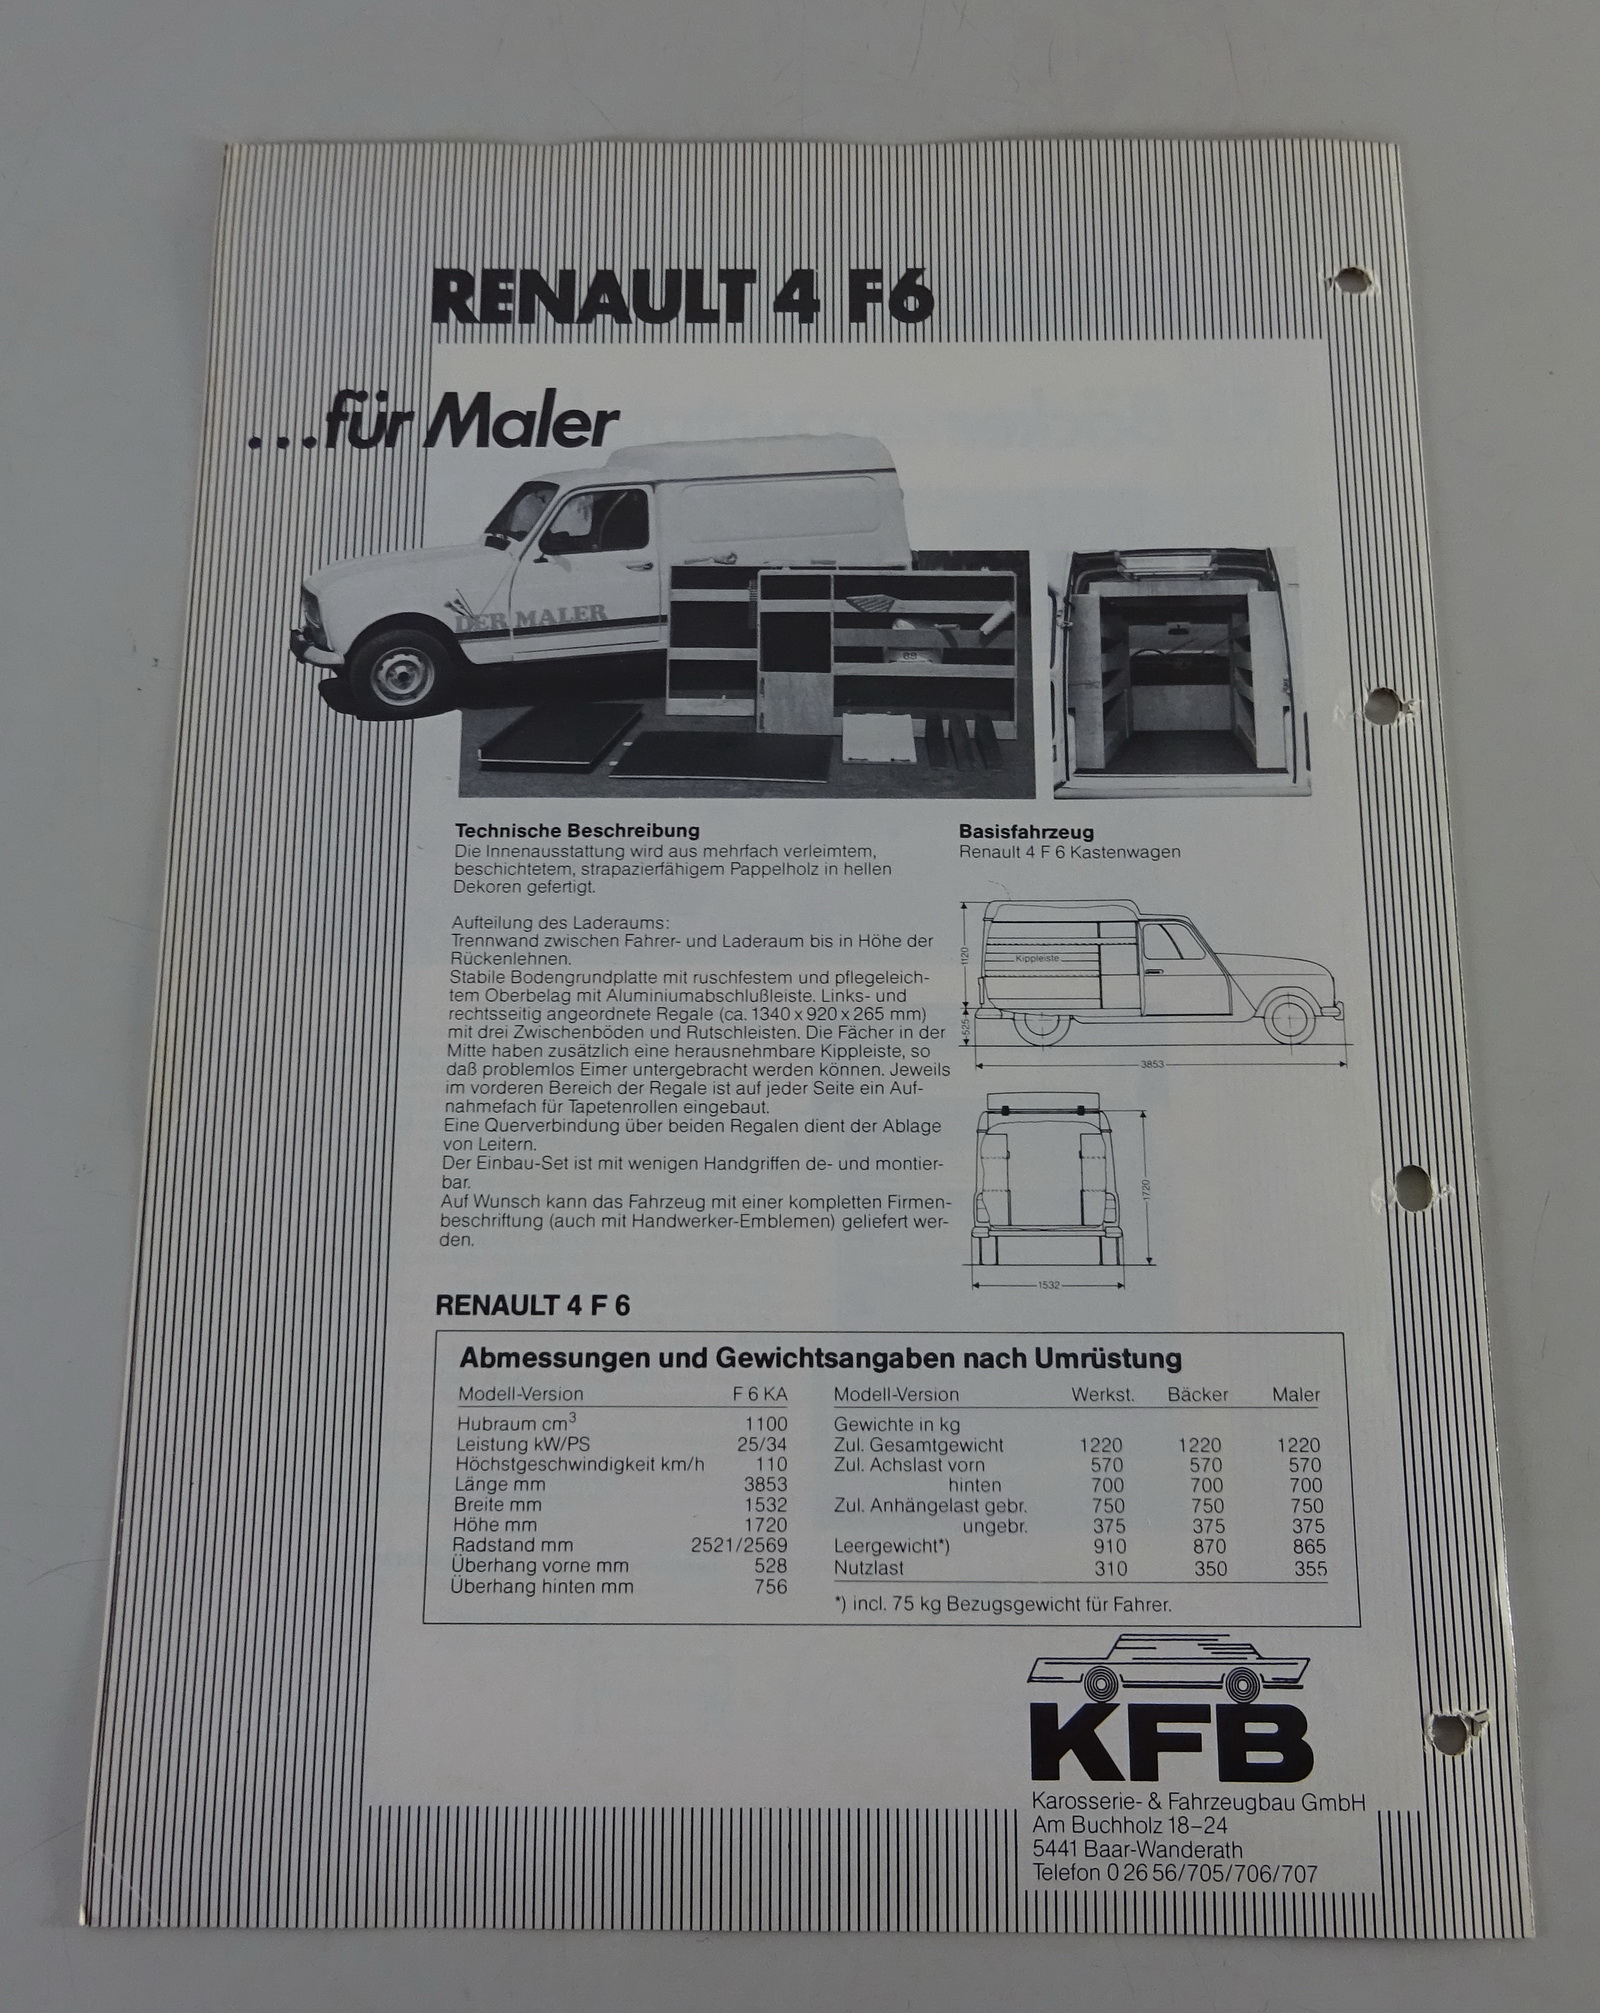 RENAULT 4 F6
...für Maler
DER MALER
69
Technische Beschreibung
Die Innenausstattung wird aus mehrfach verleimtem,
beschichtetem, strapazierfähigem Pappelholz in hellen
Dekoren gefertigt.
Aufteilung des Laderaums:
Trennwand zwischen Fahrer- und Laderaum bis in Höhe der
Rückenlehnen.
Stabile Bodengrundplatte mit ruschfestem und pflegeleich-
tem Oberbelag mit Aluminiumabschlußleiste. Links- und
rechtsseitig angeordnete Regale (ca. 1340 x 920 x 265 mm)
mit drei Zwischenböden und Rutschleisten. Die Fächer in der
Mitte haben zusätzlich eine herausnehmbare Kippleiste, so
daß problemlos Eimer untergebracht werden können. Jeweils
im vorderen Bereich der Regale ist auf jeder Seite ein Auf-
nahmefach für Tapetenrollen eingebaut.
Eine Querverbindung über beiden Regalen dient der Ablage
von Leitern.
Der Einbau-Set ist mit wenigen Handgriffen de- und montier-
bar.
Auf Wunsch kann das Fahrzeug mit einer kompletten Firmen-
beschriftung (auch mit Handwerker-Emblemen) geliefert wer-
den.
Basisfahrzeug
Renault 4 F 6 Kastenwagen
1120
Kippleiste
525
3853
1720
1532
RENAULT 4 F 6
Abmessungen und Gewichtsangaben nach Umrüstung
Modell-Version F 6 KA
Hubraum cm³ 1100
Leistung kW/PS 25/34
Höchstgeschwindigkeit km/h 110
Länge mm 3853
Breite mm 1532
Höhe mm 1720
Radstand mm 2521/2569
Überhang vorne mm 528
Überhang hinten mm 756
Modell-Version Werkst. Bäcker Maler
Gewichte in kg
Zul. Gesamtgewicht 1220 1220 1220
Zul. Achslast vorn 570 570 570
hinten 700 700 700
Zul. Anhängelast gebr. 750 750 750
ungebr. 375 375 375
Leergewicht*) 910 870 865
Nutzlast 310 350 355
*) incl. 75 kg Bezugsgewicht für Fahrer.
KFB
Karosserie- & Fahrzeugbau GmbH
Am Buchholz 18–24
5441 Baar-Wanderath
Telefon 0 26 56/705/706/707